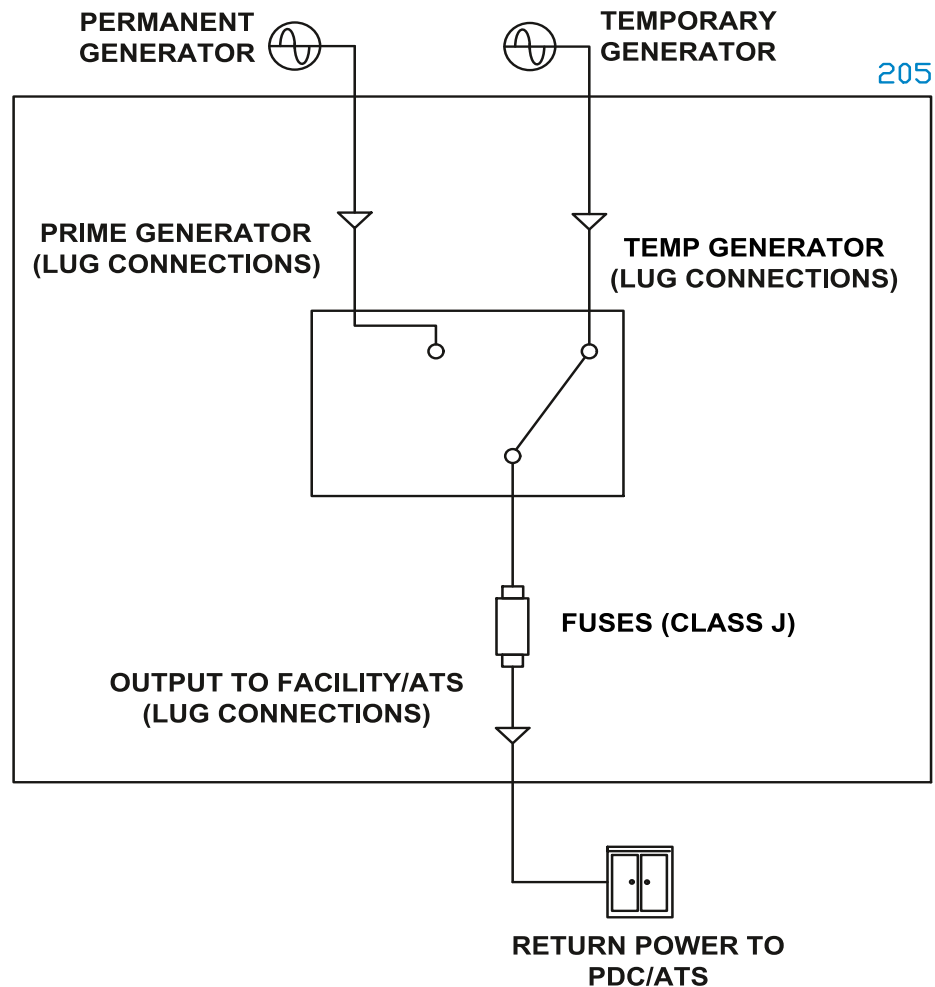 PERMANENT
GENERATOR
TEMPORARY
GENERATOR
205
PRIME GENERATOR
(LUG CONNECTIONS)
TEMP GENERATOR
(LUG CONNECTIONS)
FUSES (CLASS J)
OUTPUT TO FACILITY/ATS
(LUG CONNECTIONS)
RETURN POWER TO
PDC/ATS